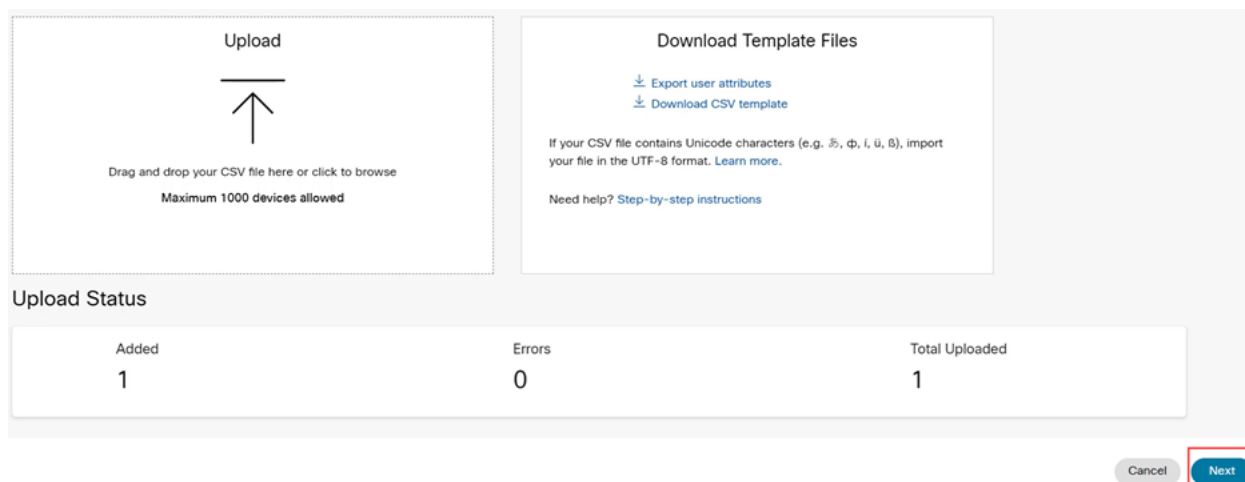 Upload
Drag and drop your CSV file here or click to browse
Maximum 1000 devices allowed
Download Template Files
Export user attributes
Download CSV template
If your CSV file contains Unicode characters (e.g. あ, ф, í, ü, ß), import
your file in the UTF-8 format. Learn more.
Need help? Step-by-step instructions
Upload Status
Added
1
Errors
0
Total Uploaded
1
Cancel
Next